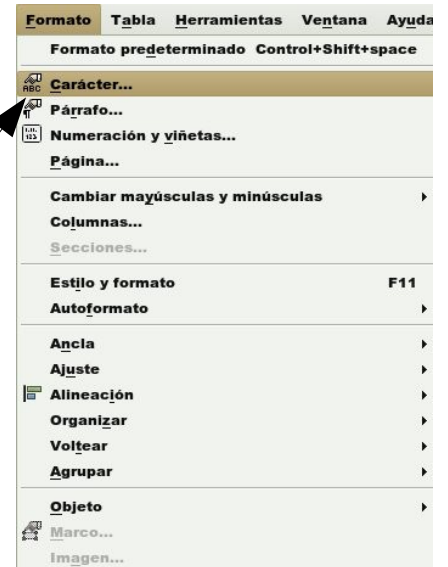 Formato Tabla Herramientas Ventana Ayuda
Formato predeterminado Control+Shift+space
ABC Carácter...
Párrafo...
Numeración y viñetas...
Página...
Cambiar mayúsculas y minúsculas
Columnas...
Secciones...
Estilo y formato F11
Autoformato
Ancla
Ajuste
Alineación
Organizar
Voltear
Agrupar
Objeto
Marco...
Imagen...